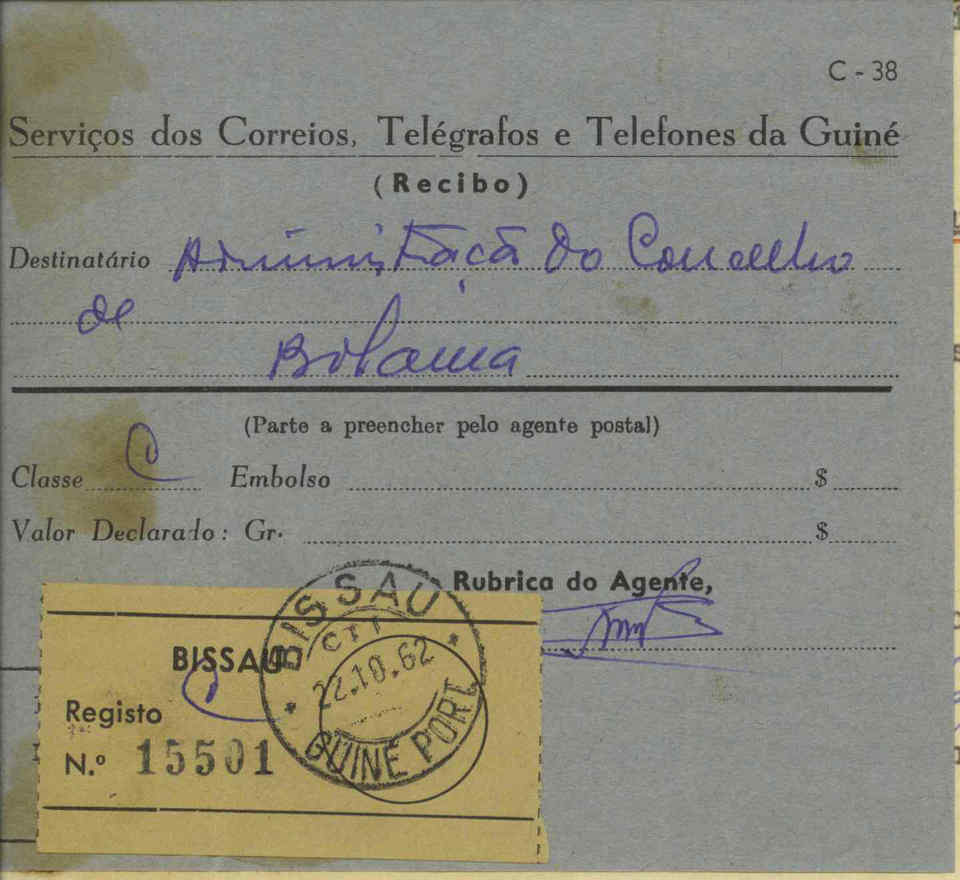 C - 38
Serviços dos Correios, Telégrafos e Telefones da Guiné
(Recibo)
Destinatário Administração do Concelho
de
Bolama
(Parte a preencher pelo agente postal)
Classe C Embolso $
Valor Declarado: Gr. $
Rubrica do Agente,
BISSAU
CTT
22.10.62
GUINÉ PORT
BISSAU
Registo
N.º 15501